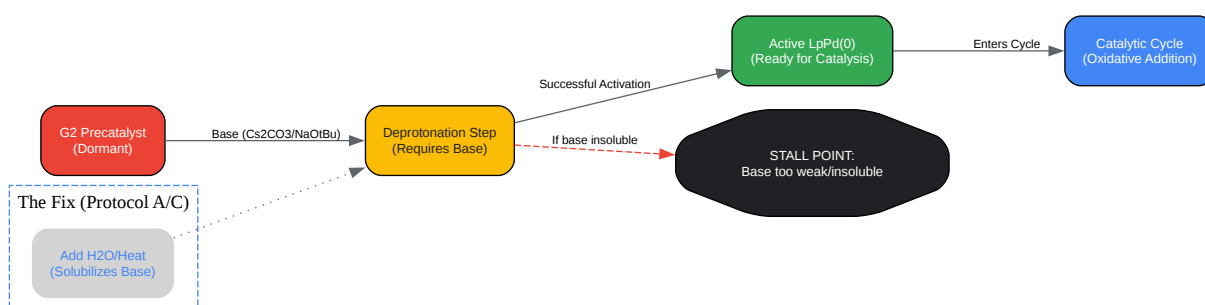 G2 Precatalyst
(Dormant)
Base (Cs2CO3/NaOtBu)
Deprotonation Step
(Requires Base)
Successful Activation
If base insoluble
Active LpPd(0)
(Ready for Catalysis)
Enters Cycle
Catalytic Cycle
(Oxidative Addition)
STALL POINT:
Base too weak/insoluble
The Fix (Protocol A/C)
Add H2O/Heat
(Solubilizes Base)